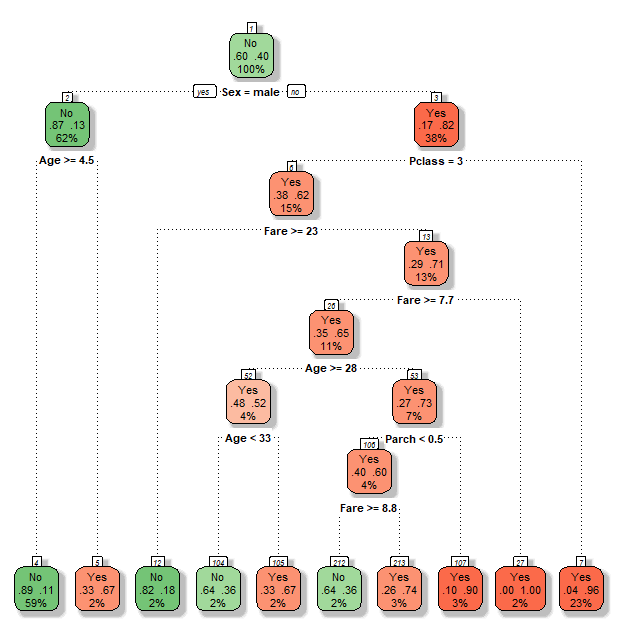 1
No
.60 .40
100%
yes Sex = male no
2
No
.87 .13
62%
3
Yes
.17 .82
38%
Age >= 4.5
Pclass = 3
6
Yes
.38 .62
15%
Fare >= 23
13
Yes
.29 .71
13%
Fare >= 7.7
26
Yes
.35 .65
11%
Age >= 28
52
Yes
.48 .52
4%
53
Yes
.27 .73
7%
Age < 33
Parch < 0.5
106
Yes
.40 .60
4%
Fare >= 8.8
4
No
.89 .11
59%
5
Yes
.33 .67
2%
12
No
.82 .18
2%
104
No
.64 .36
2%
105
Yes
.33 .67
2%
212
No
.64 .36
2%
213
Yes
.26 .74
3%
107
Yes
.10 .90
3%
27
Yes
.00 1.00
2%
7
Yes
.04 .96
23%